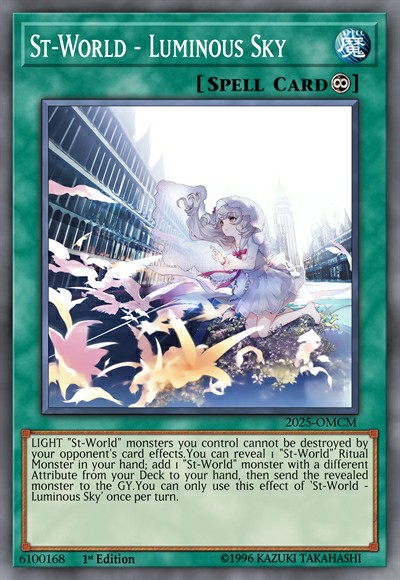 St-World - Luminous Sky
魔
[Spell Card∞]
2025-OMCM
LIGHT "St-World" monsters you control cannot be destroyed by
your opponent's card effects.You can reveal 1 "St-World" Ritual
Monster in your hand; add 1 "St-World" monster with a different
Attribute from your Deck to your hand, then send the revealed
monster to the GY.You can only use this effect of 'St-World -
Luminous Sky' once per turn.
6100168 1st Edition ©1996 KAZUKI TAKAHASHI